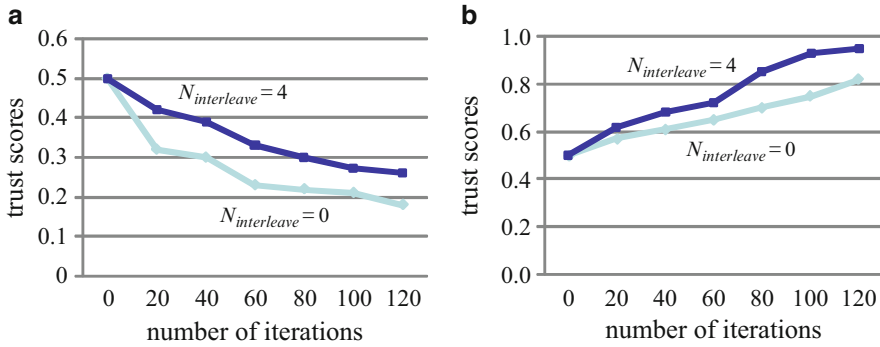 a
trust scores
0.6
0.5
0.4
0.3
0.2
0.1
0
N_interleave = 4
N_interleave = 0
0 20 40 60 80 100 120
number of iterations
b
trust scores
1.0
0.8
0.6
0.4
0.2
0.0
N_interleave = 4
N_interleave = 0
0 20 40 60 80 100 120
number of iterations